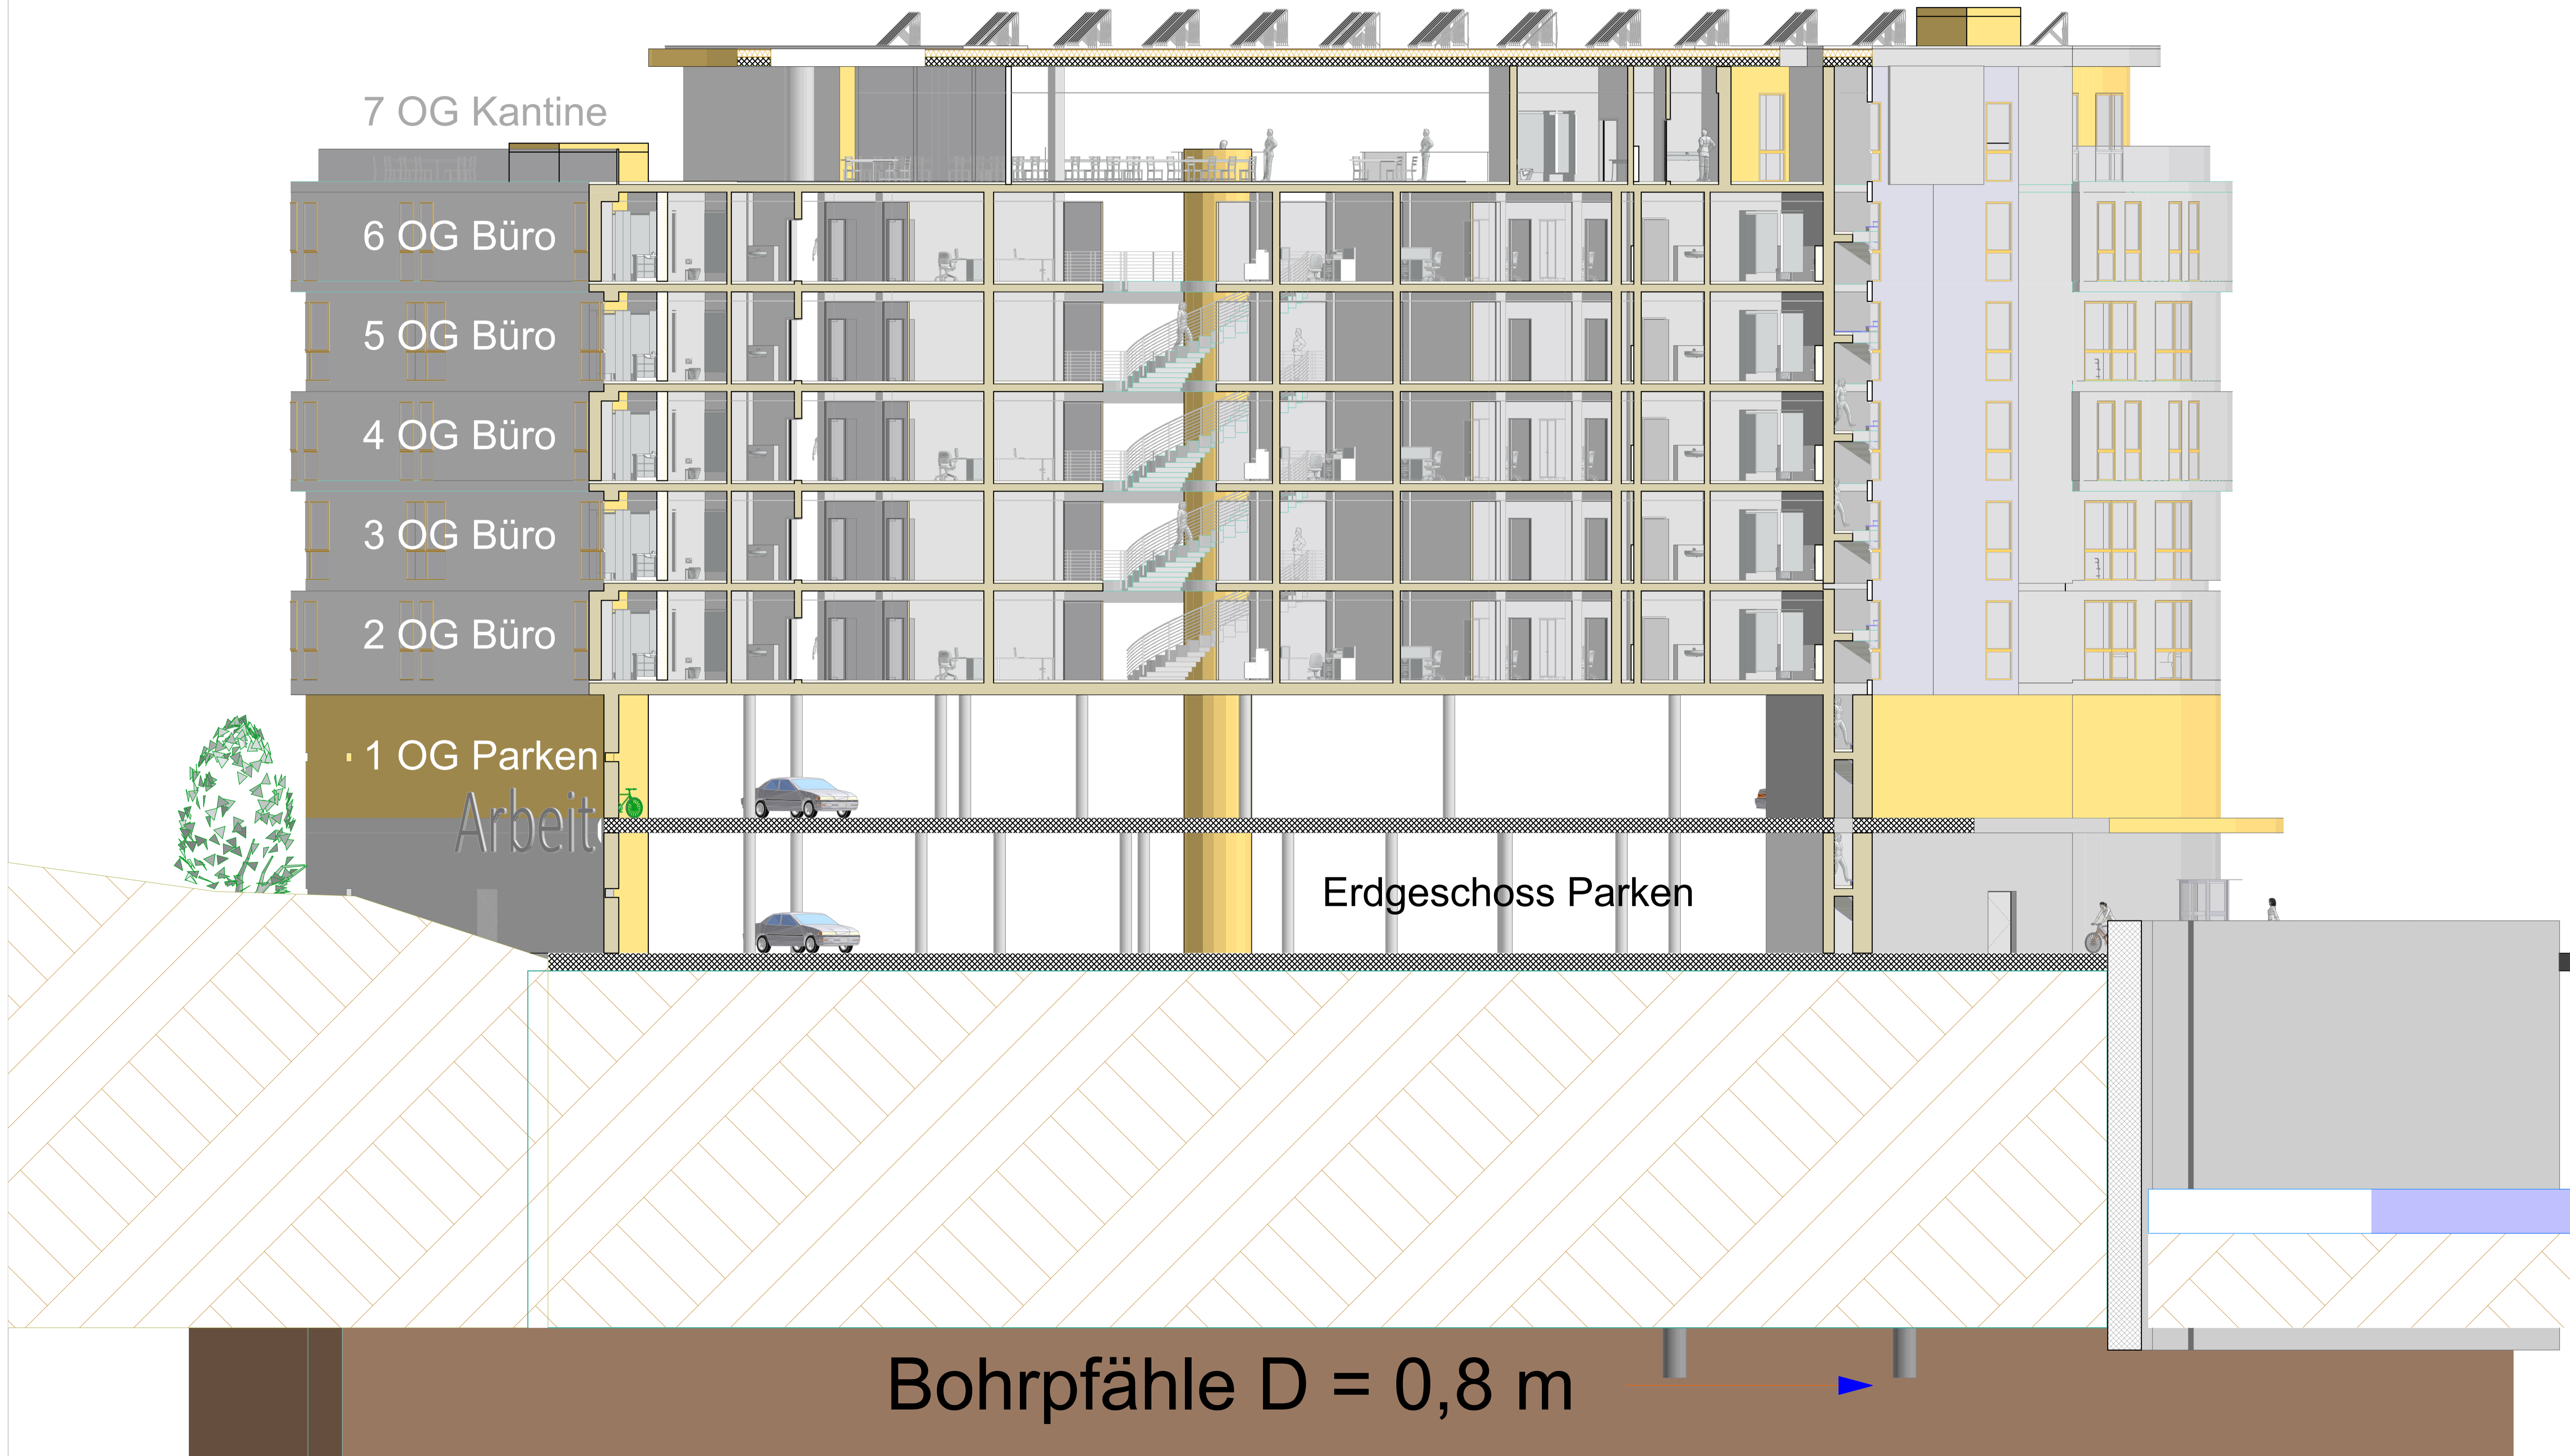 7 OG Kantine
6 OG Büro
5 OG Büro
4 OG Büro
3 OG Büro
2 OG Büro
1 OG Parken
Arbeit
Erdgeschoss Parken
Bohrpfähle D = 0,8 m